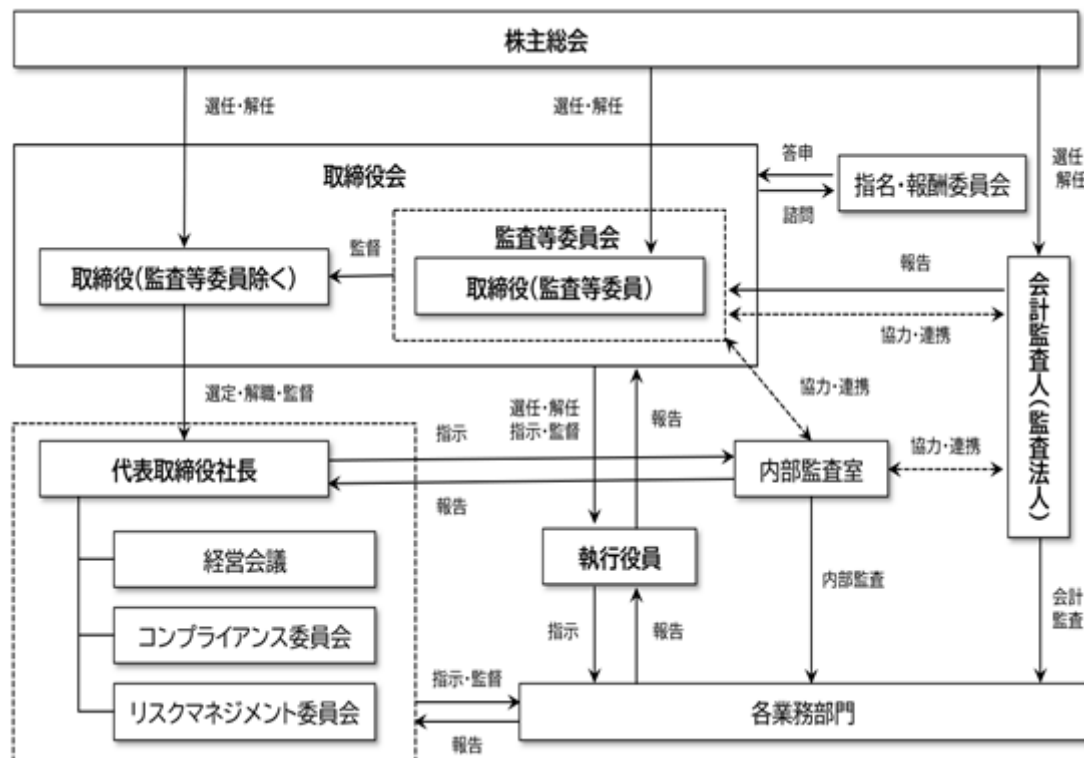 株主総会
選任・解任
選任・解任
選任・
解任
取締役会
答申
指名・報酬委員会
諮問
監査等委員会
監督
取締役(監査等委員除く)
取締役(監査等委員)
報告
会計監査人(監査法人)
協力・連携
協力・連携
選定・解職・監督
選任・解任
指示・監督
報告
指示
代表取締役社長
内部監査室
協力・連携
報告
経営会議
執行役員
内部監査
コンプライアンス委員会
指示
報告
会計
監査
リスクマネジメント委員会
指示・監督
各業務部門
報告